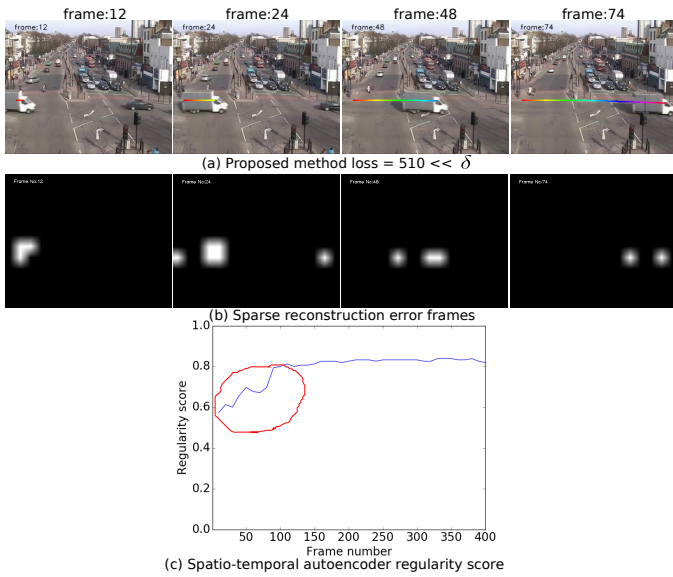 frame:12 frame:24 frame:48 frame:74
frame:12 frame:24 frame:48 frame:74
(a) Proposed method loss = 510 << δ
Frame No:12 Frame No:24 Frame No:48 Frame No:74
(b) Sparse reconstruction error frames
1.0
0.8
0.6
0.4
0.2
0.0
Regularity score
50 100 150 200 250 300 350 400
Frame number
(c) Spatio-temporal autoencoder regularity score